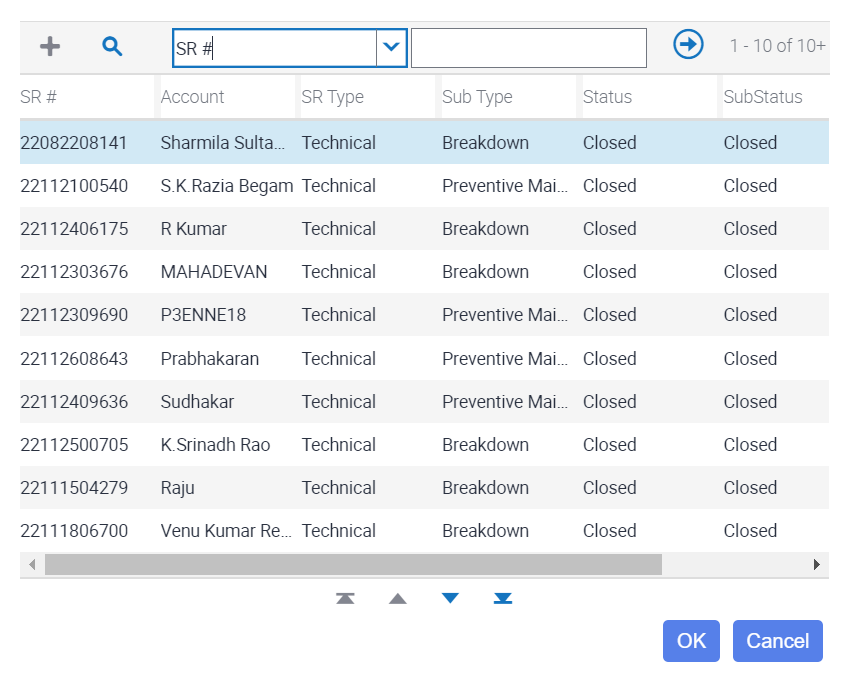 SR # 1 - 10 of 10+
SR # Account SR Type Sub Type Status SubStatus
22082208141 Sharmila Sulta... Technical Breakdown Closed Closed
22112100540 S.K.Razia Begam Technical Preventive Mai... Closed Closed
22112406175 R Kumar Technical Breakdown Closed Closed
22112303676 MAHADEVAN Technical Breakdown Closed Closed
22112309690 P3ENNE18 Technical Preventive Mai... Closed Closed
22112608643 Prabhakaran Technical Preventive Mai... Closed Closed
22112409636 Sudhakar Technical Preventive Mai... Closed Closed
22112500705 K.Srinadh Rao Technical Breakdown Closed Closed
22111504279 Raju Technical Breakdown Closed Closed
22111806700 Venu Kumar Re... Technical Breakdown Closed Closed
OK Cancel